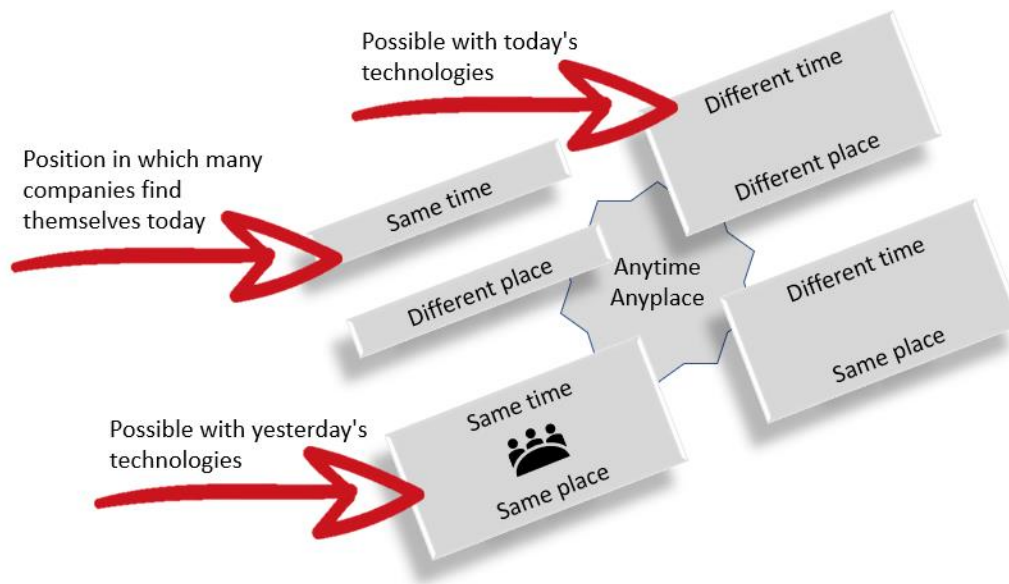 Possible with today's
technologies
Different time
Different place
Position in which many
companies find
themselves today
Same time
Different place
Anytime
Anyplace
Different time
Same place
Possible with yesterday's
technologies
Same time
Same place